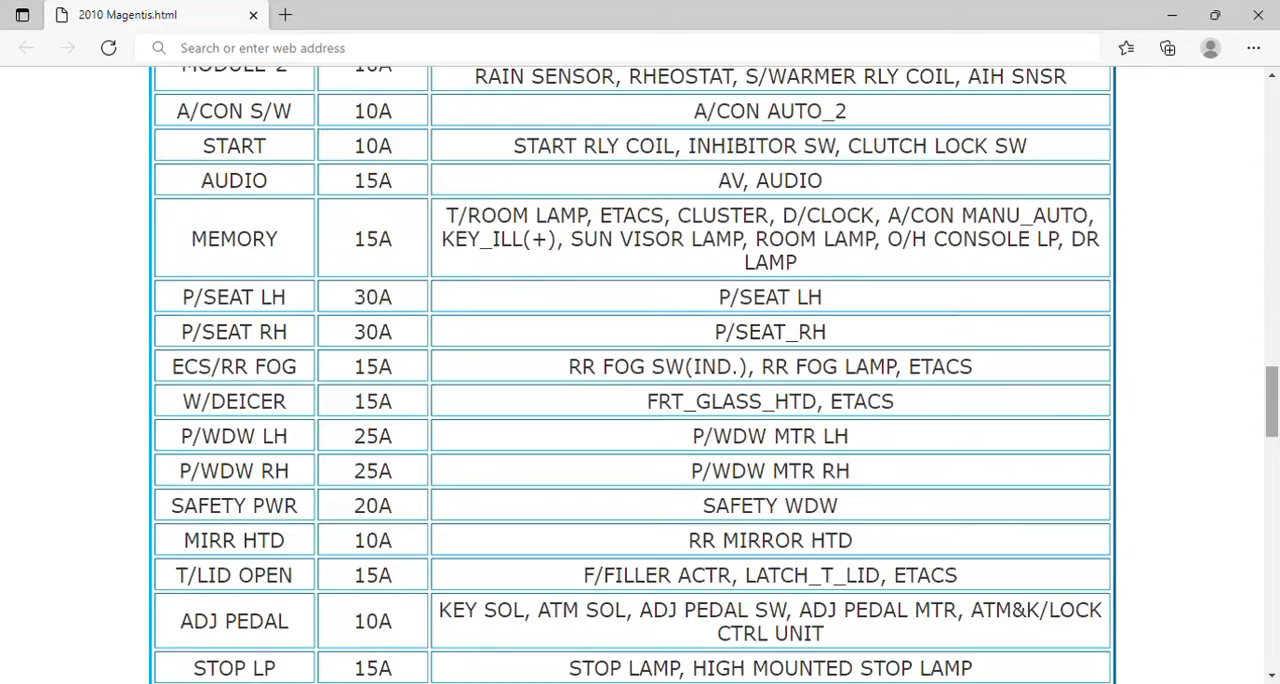 2010 Magentis.html
Search or enter web address
MODULE 2 10A
RAIN SENSOR, RHEOSTAT, S/WARMER RLY COIL, AIH SNSR
A/CON S/W 10A A/CON AUTO_2
START 10A START RLY COIL, INHIBITOR SW, CLUTCH LOCK SW
AUDIO 15A AV, AUDIO
T/ROOM LAMP, ETACS, CLUSTER, D/CLOCK, A/CON MANU_AUTO,
MEMORY 15A KEY_ILL(+), SUN VISOR LAMP, ROOM LAMP, O/H CONSOLE LP, DR
LAMP
P/SEAT LH 30A P/SEAT LH
P/SEAT RH 30A P/SEAT_RH
ECS/RR FOG 15A RR FOG SW(IND.), RR FOG LAMP, ETACS
W/DEICER 15A FRT_GLASS_HTD, ETACS
P/WDW LH 25A P/WDW MTR LH
P/WDW RH 25A P/WDW MTR RH
SAFETY PWR 20A SAFETY WDW
MIRR HTD 10A RR MIRROR HTD
T/LID OPEN 15A F/FILLER ACTR, LATCH_T_LID, ETACS
ADJ PEDAL 10A KEY SOL, ATM SOL, ADJ PEDAL SW, ADJ PEDAL MTR, ATM&K/LOCK
CTRL UNIT
STOP LP 15A STOP LAMP, HIGH MOUNTED STOP LAMP